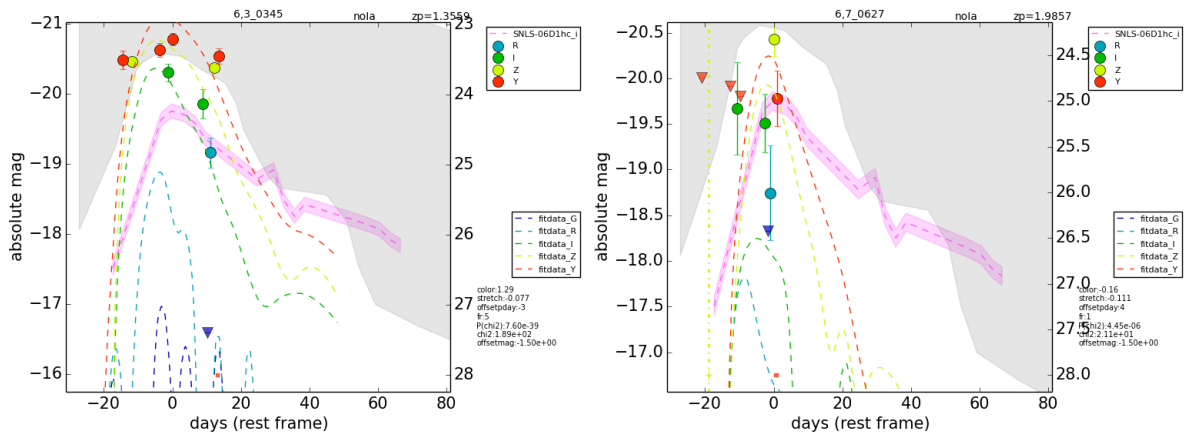 6,3_0345 nola zp=1.3559
SNLS-06D1hc_i
R
I
Z
Y
−21
−20
−19
−18
−17
−16
23
24
25
26
27
28
absolute mag
−20 0 20 40 60 80
days (rest frame)
fitdata_G
fitdata_R
fitdata_I
fitdata_Z
fitdata_Y
color:1.29
stretch:-0.077
offsetpday:-3
fr:5
P(chi2):7.60e-39
chi2:1.89e+02
offsetmag:-1.50e+00
6,7_0627 nola zp=1.9857
SNLS-06D1hc_i
R
I
Z
Y
−20.5
−20.0
−19.5
−19.0
−18.5
−18.0
−17.5
−17.0
24.5
25.0
25.5
26.0
26.5
27.0
27.5
28.0
absolute mag
−20 0 20 40 60 80
days (rest frame)
fitdata_G
fitdata_R
fitdata_I
fitdata_Z
fitdata_Y
color:-0.16
stretch:-0.111
offsetpday:4
fr:1
P(chi2):4.45e-06
chi2:2.11e+01
offsetmag:-1.50e+00